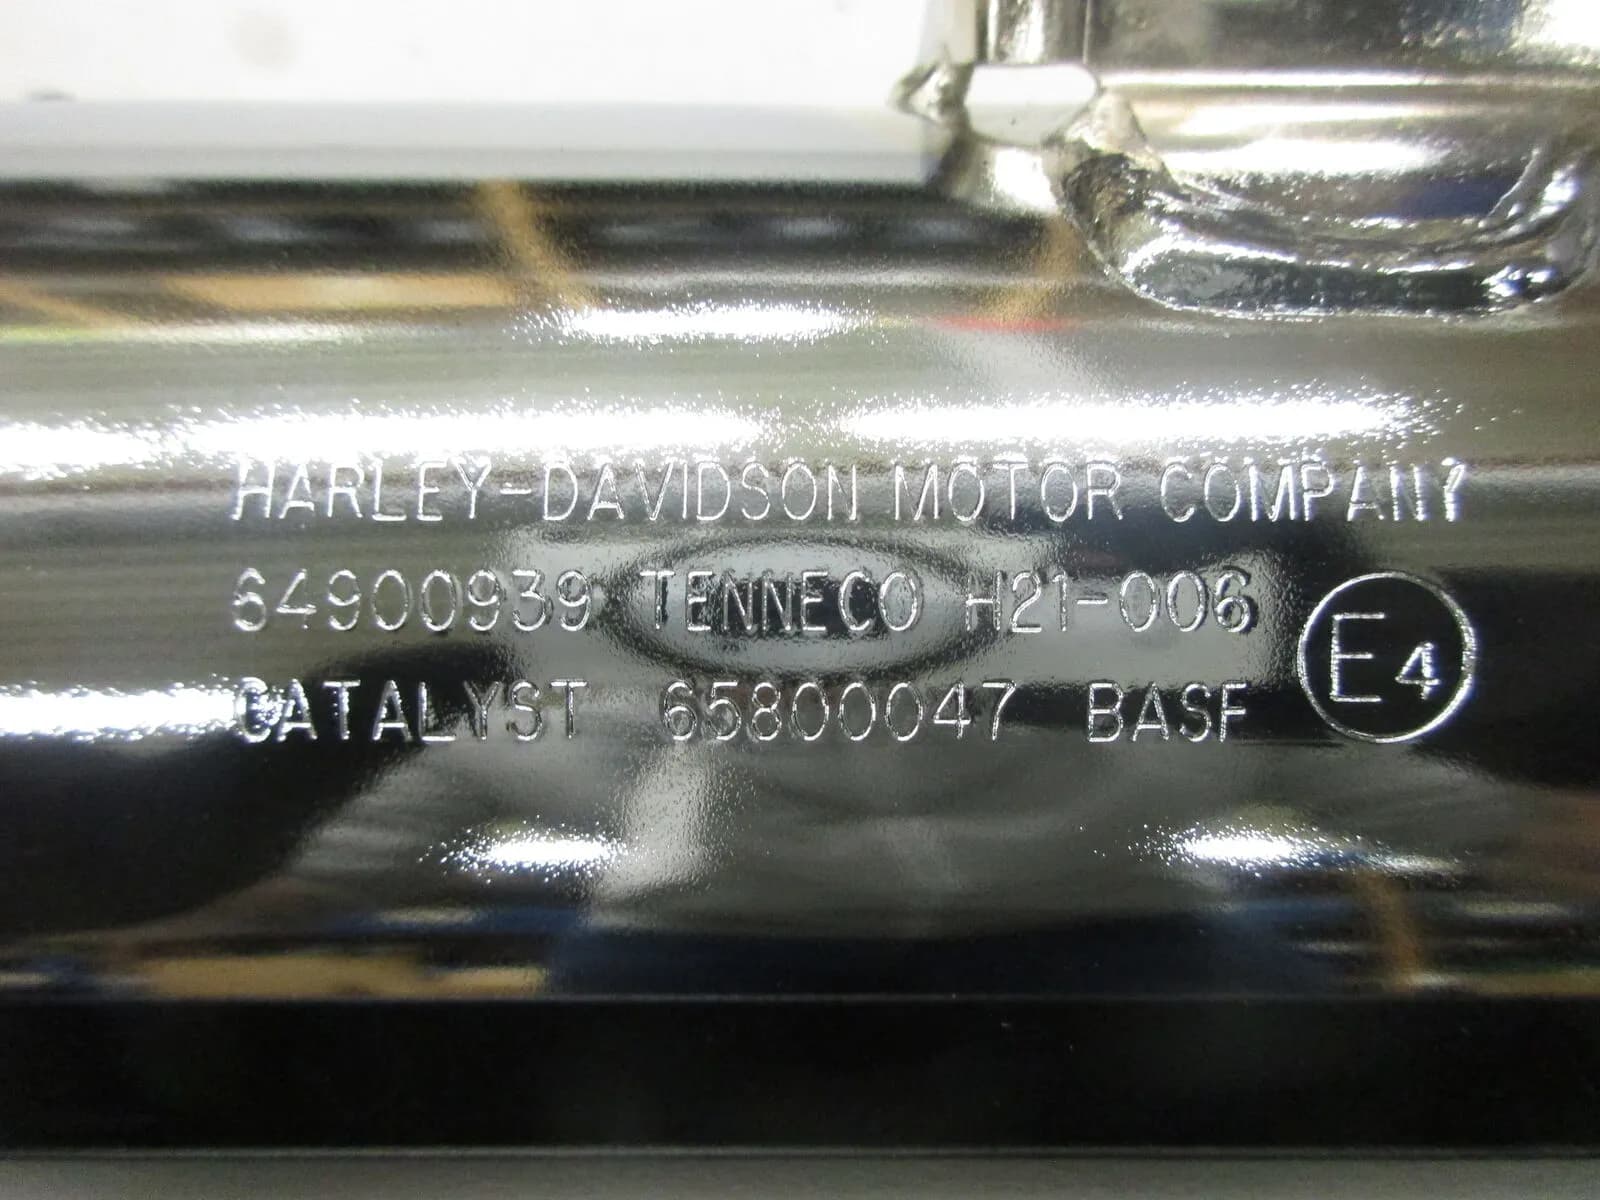 HARLEY-DAVIDSON MOTOR COMPANY
64900939 TENNECO H21-006
CATALYST 65800047 BASF
E4